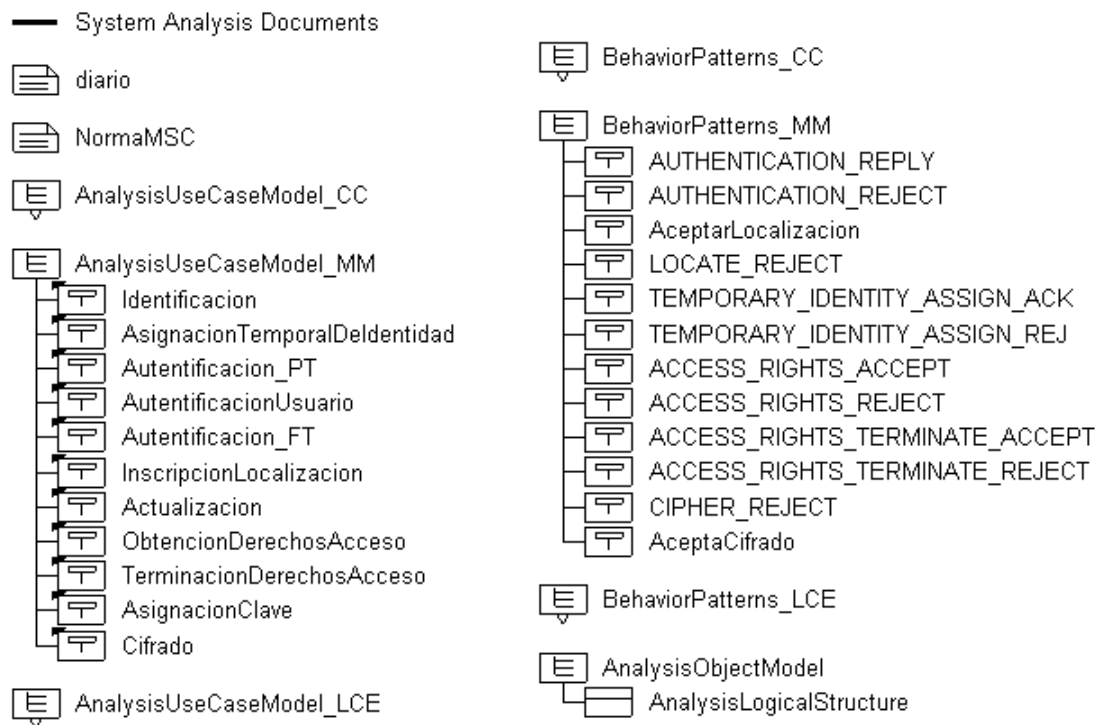 System Analysis Documents
diario
NormaMSC
AnalysisUseCaseModel_CC
AnalysisUseCaseModel_MM
Identificacion
AsignacionTemporalDeIdentidad
Autentificacion_PT
AutentificacionUsuario
Autentificacion_FT
InscripcionLocalizacion
Actualizacion
ObtencionDerechosAcceso
TerminacionDerechosAcceso
AsignacionClave
Cifrado
AnalysisUseCaseModel_LCE
BehaviorPatterns_CC
BehaviorPatterns_MM
AUTHENTICATION_REPLY
AUTHENTICATION_REJECT
AceptarLocalizacion
LOCATE_REJECT
TEMPORARY_IDENTITY_ASSIGN_ACK
TEMPORARY_IDENTITY_ASSIGN_REJ
ACCESS_RIGHTS_ACCEPT
ACCESS_RIGHTS_REJECT
ACCESS_RIGHTS_TERMINATE_ACCEPT
ACCESS_RIGHTS_TERMINATE_REJECT
CIPHER_REJECT
AceptaCifrado
BehaviorPatterns_LCE
AnalysisObjectModel
AnalysisLogicalStructure